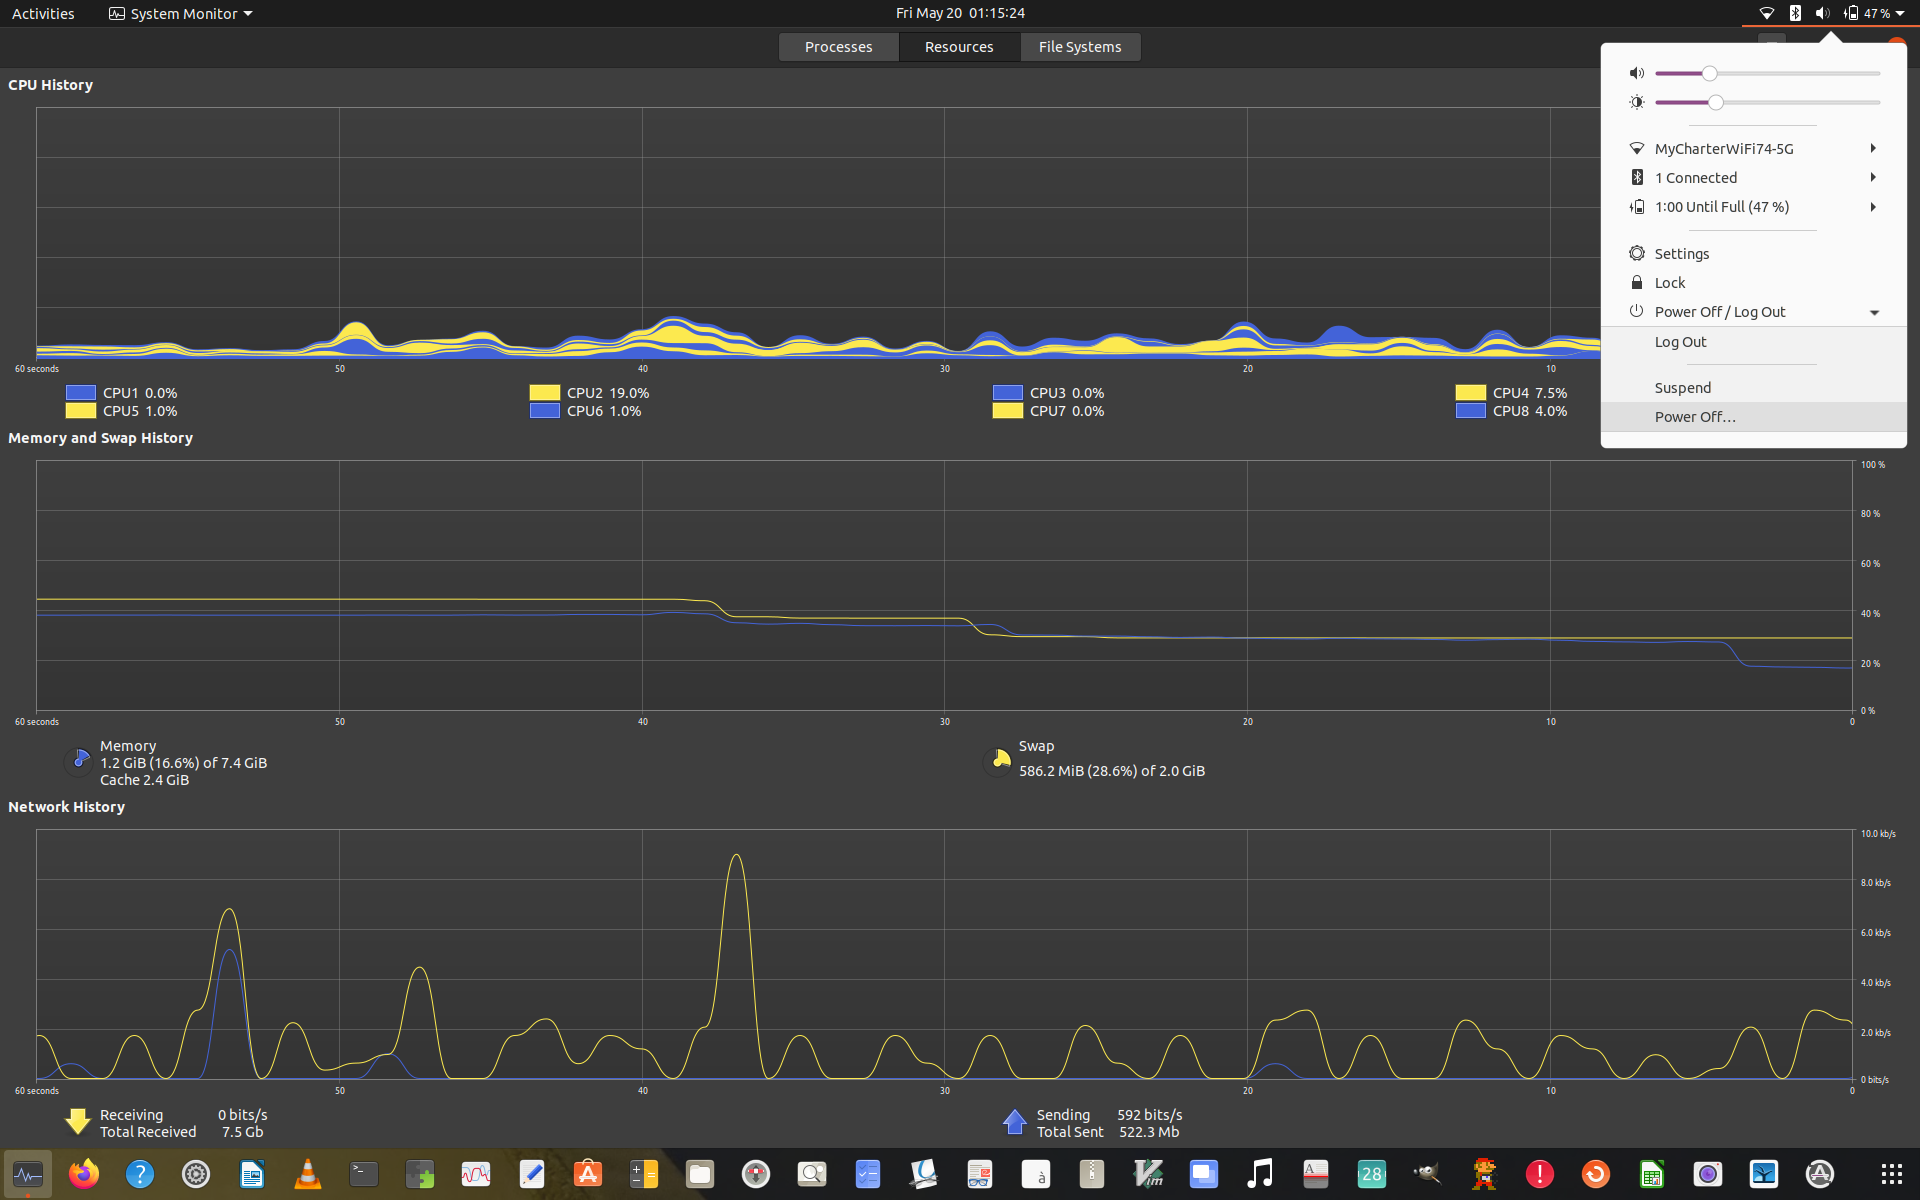 Activities
System Monitor
Fri May 20 01:15:24
47 %
Processes
Resources
File Systems
CPU History
60 seconds
50
40
30
20
10
CPU1 0.0%
CPU2 19.0%
CPU3 0.0%
CPU4 7.5%
CPU5 1.0%
CPU6 1.0%
CPU7 0.0%
CPU8 4.0%
MyCharterWiFi74-5G
1 Connected
1:00 Until Full (47 %)
Settings
Lock
Power Off / Log Out
Log Out
Suspend
Power Off...
Memory and Swap History
100 %
80 %
60 %
40 %
20 %
0 %
60 seconds
50
40
30
20
10
0
Memory
1.2 GiB (16.6%) of 7.4 GiB
Cache 2.4 GiB
Swap
586.2 MiB (28.6%) of 2.0 GiB
Network History
10.0 kb/s
8.0 kb/s
6.0 kb/s
4.0 kb/s
2.0 kb/s
0 bits/s
60 seconds
50
40
30
20
10
0
Receiving 0 bits/s
Total Received 7.5 Gb
Sending 592 bits/s
Total Sent 522.3 Mb
?
>_
à
Vim
A
28
!